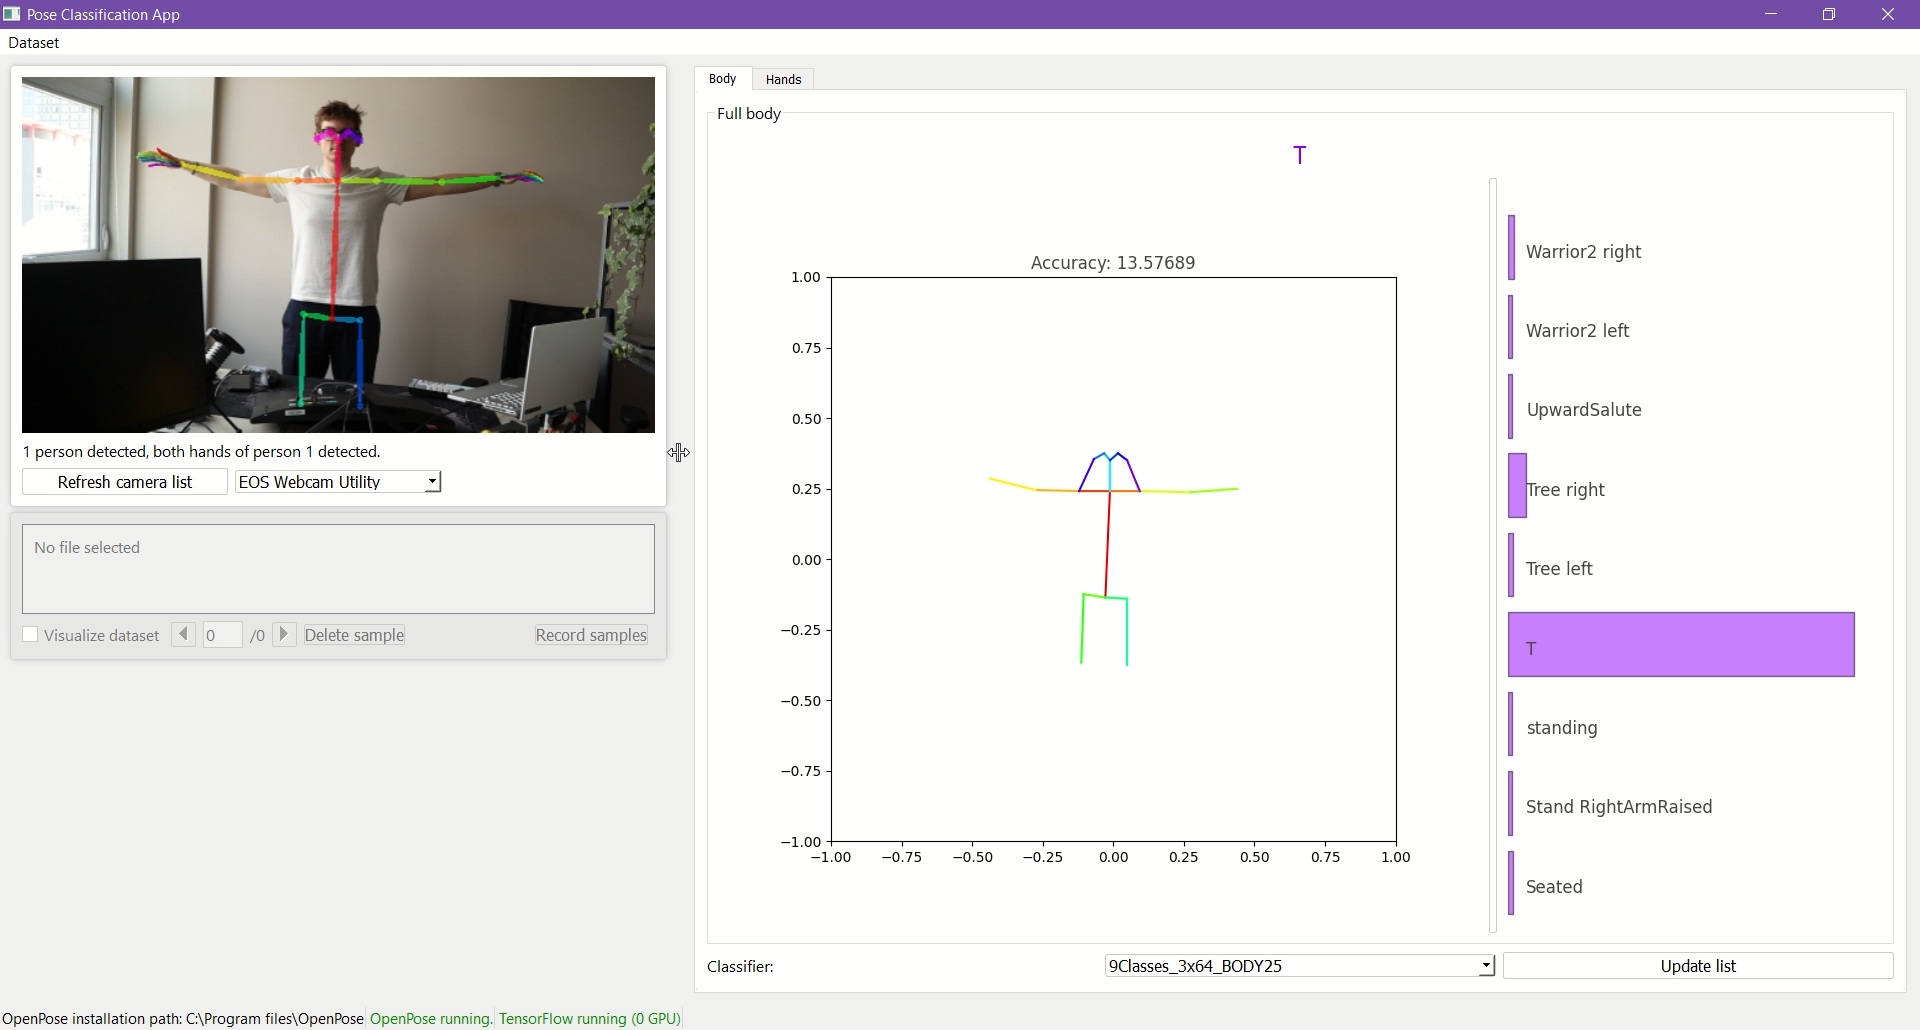 Pose Classification App
Dataset
1 person detected, both hands of person 1 detected.
Refresh camera list
EOS Webcam Utility
No file selected
Visualize dataset
0
/0
Delete sample
Record samples
Body
Hands
Full body
T
Accuracy: 13.57689
1.00
0.75
0.50
0.25
0.00
−0.25
−0.50
−0.75
−1.00
−1.00 −0.75 −0.50 −0.25 0.00 0.25 0.50 0.75 1.00
Warrior2 right
Warrior2 left
UpwardSalute
Tree right
Tree left
T
standing
Stand RightArmRaised
Seated
Classifier:
9Classes_3x64_BODY25
Update list
OpenPose installation path: C:\Program files\OpenPose OpenPose running. TensorFlow running (0 GPU)